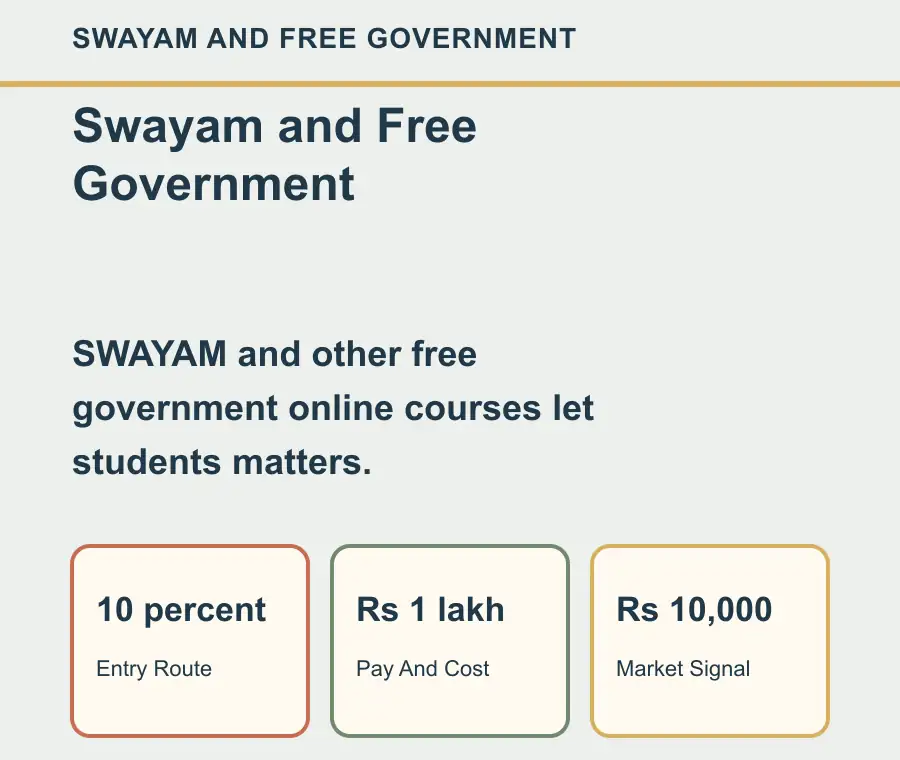 SWAYAM AND FREE GOVERNMENT
Swayam and Free
Government
SWAYAM and other free
government online courses let
students matters.
10 percent
Entry Route
Rs 1 lakh
Pay And Cost
Rs 10,000
Market Signal